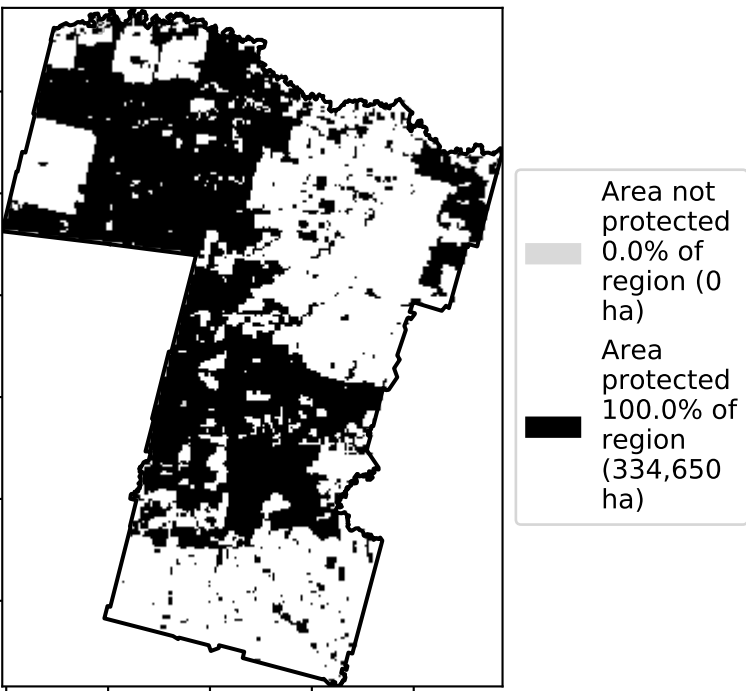 Area not
protected
0.0% of
region (0
ha)
Area
protected
100.0% of
region
(334,650
ha)